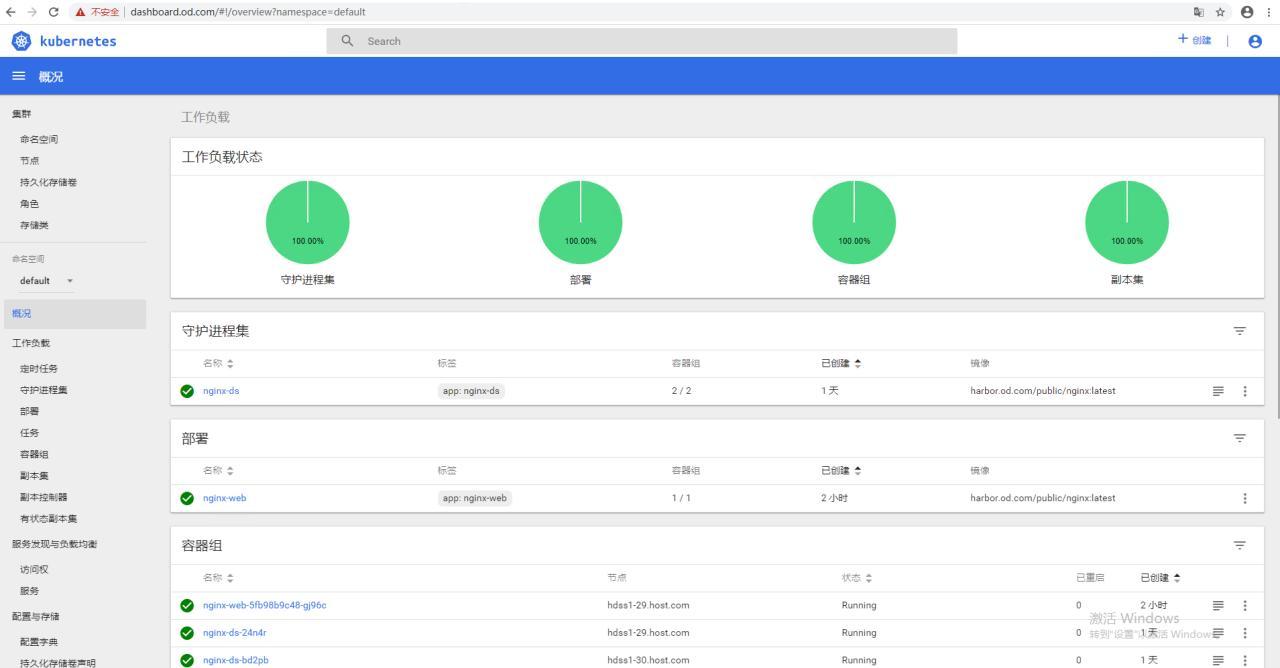 不安全 dashboard.od.com/#!/overview?namespace=default
kubernetes
Search
创建
概况
集群
命名空间
节点
持久化存储卷
角色
存储类
命名空间
default
概况
工作负载
定时任务
守护进程集
部署
任务
容器组
副本集
副本控制器
有状态副本集
服务发现与负载均衡
访问权
服务
配置与存储
配置字典
持久化存储卷声明
工作负载
工作负载状态
100.00% 100.00% 100.00% 100.00%
守护进程集 部署 容器组 副本集
守护进程集
名称 标签 容器组 已创建 镜像
nginx-ds app: nginx-ds 2 / 2 1 天 harbor.od.com/public/nginx:latest
部署
名称 标签 容器组 已创建 镜像
nginx-web app: nginx-web 1 / 1 2 小时 harbor.od.com/public/nginx:latest
容器组
名称 节点 状态 已重启 已创建
nginx-web-5fb98b9c48-gj96c hdss1-29.host.com Running 0 2 小时
nginx-ds-24n4r hdss1-29.host.com Running 0 1 天
nginx-ds-bd2pb hdss1-30.host.com Running 0 1 天
激活 Windows
转到"设置"以激活 Windows。